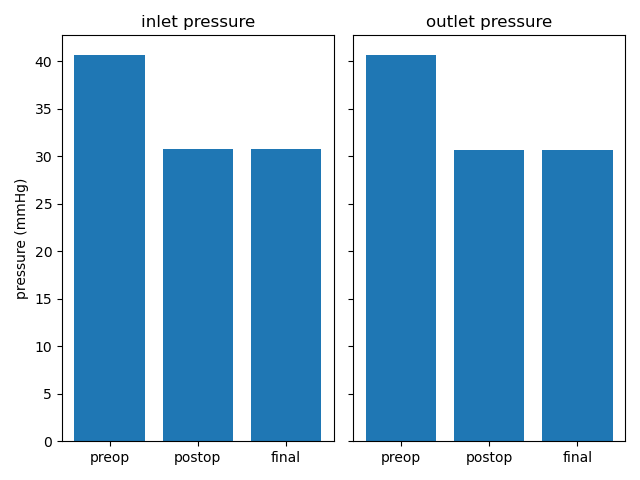 inlet pressure
outlet pressure
pressure (mmHg)
40
35
30
25
20
15
10
5
0
preop postop final
preop postop final